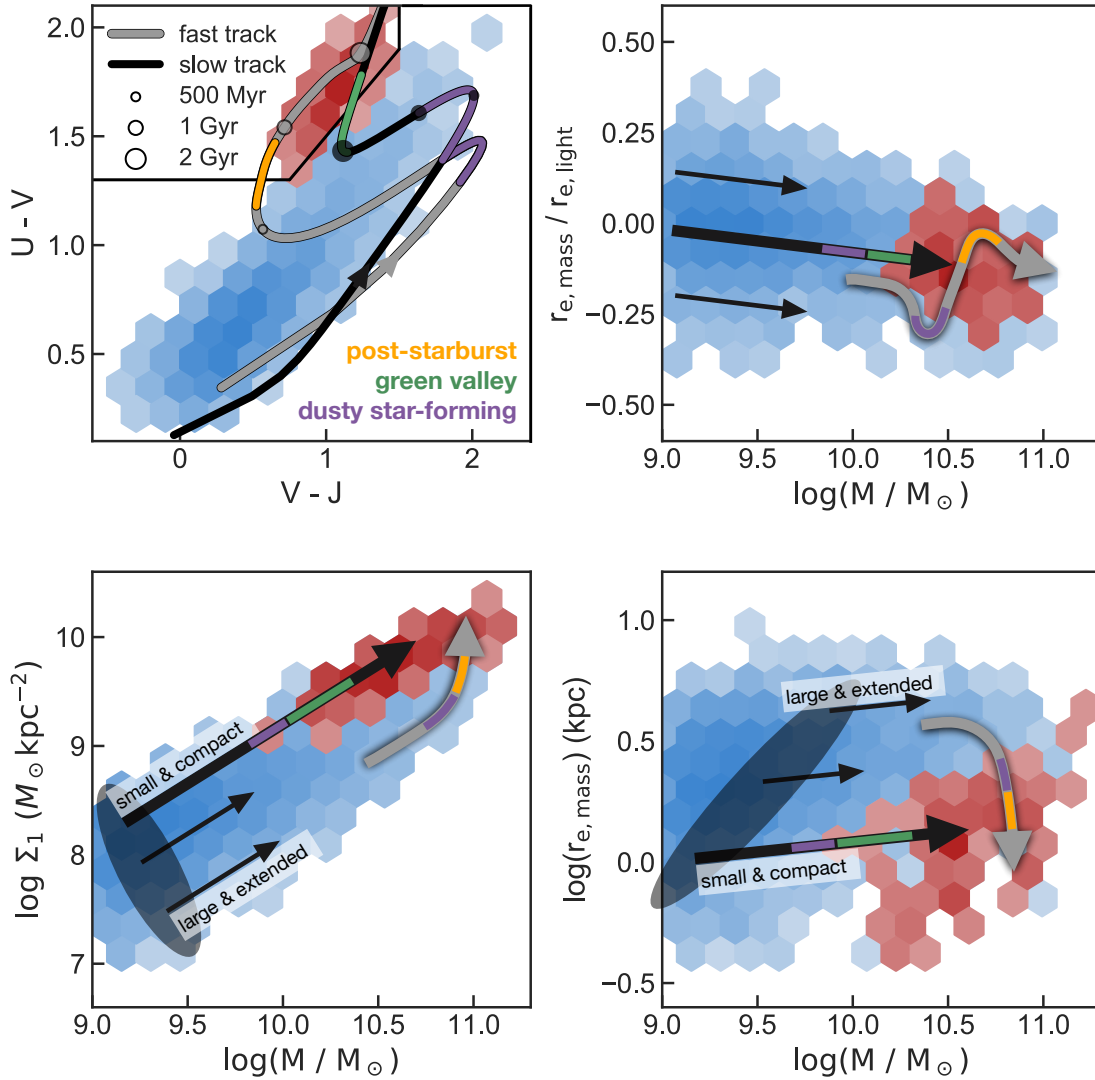 2.0
1.5
1.0
0.5
U - V
fast track
slow track
500 Myr
1 Gyr
2 Gyr
post-starburst
green valley
dusty star-forming
0
1
2
V - J
0.50
0.25
0.00
−0.25
−0.50
r_e, mass / r_e, light
9.0
9.5
10.0
10.5
11.0
log(M / M_⊙)
10
9
8
7
log Σ_1 (M_⊙ kpc^−2)
small & compact
large & extended
9.0
9.5
10.0
10.5
11.0
log(M / M_⊙)
1.0
0.5
0.0
−0.5
log(r_e, mass) (kpc)
large & extended
small & compact
9.0
9.5
10.0
10.5
11.0
log(M / M_⊙)